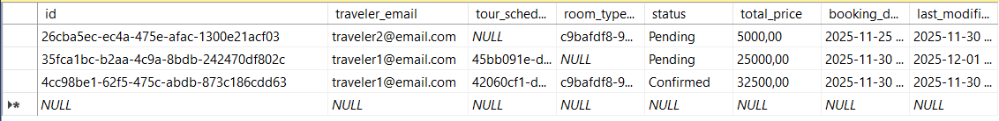 id traveler_email tour_sched... room_type... status total_price booking_d... last_modifi...
26cba5ec-ec4a-475e-afac-1300e21acf03 traveler2@email.com NULL c9bafdf8-9... Pending 5000,00 2025-11-25 ... 2025-11-30 ...
35fca1bc-b2aa-4c9a-8bdb-242470df802c traveler1@email.com 45bb091e-d... NULL Pending 25000,00 2025-11-30 ... 2025-12-01 ...
4cc98be1-62f5-475c-abdb-873c186cdd63 traveler1@email.com 42060cf1-d... c9bafdf8-9... Confirmed 32500,00 2025-11-30 ... 2025-11-30 ...
NULL NULL NULL NULL NULL NULL NULL NULL